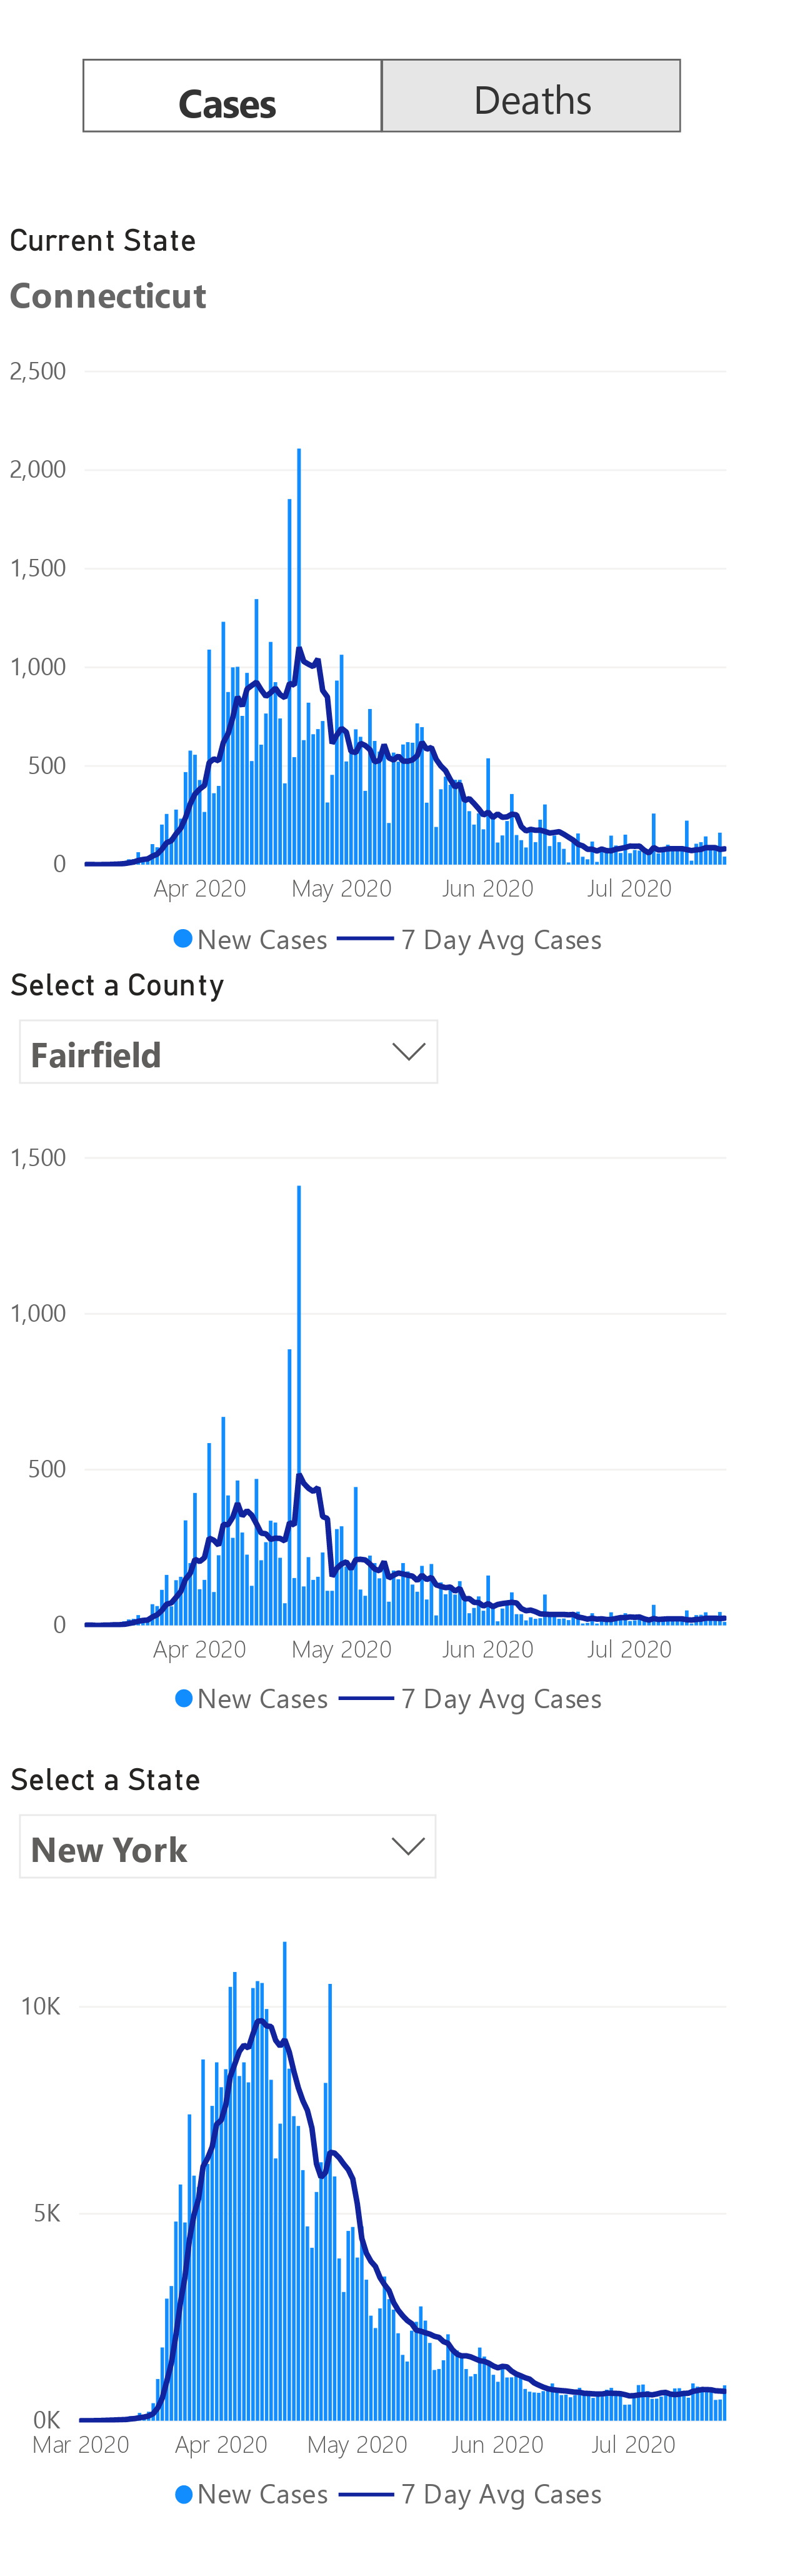 Cases Deaths
Current State
Connecticut
2,500
2,000
1,500
1,000
500
0
Apr 2020 May 2020 Jun 2020 Jul 2020
New Cases 7 Day Avg Cases
Select a County
Fairfield
1,500
1,000
500
0
Apr 2020 May 2020 Jun 2020 Jul 2020
New Cases 7 Day Avg Cases
Select a State
New York
10K
5K
0K
Mar 2020 Apr 2020 May 2020 Jun 2020 Jul 2020
New Cases 7 Day Avg Cases